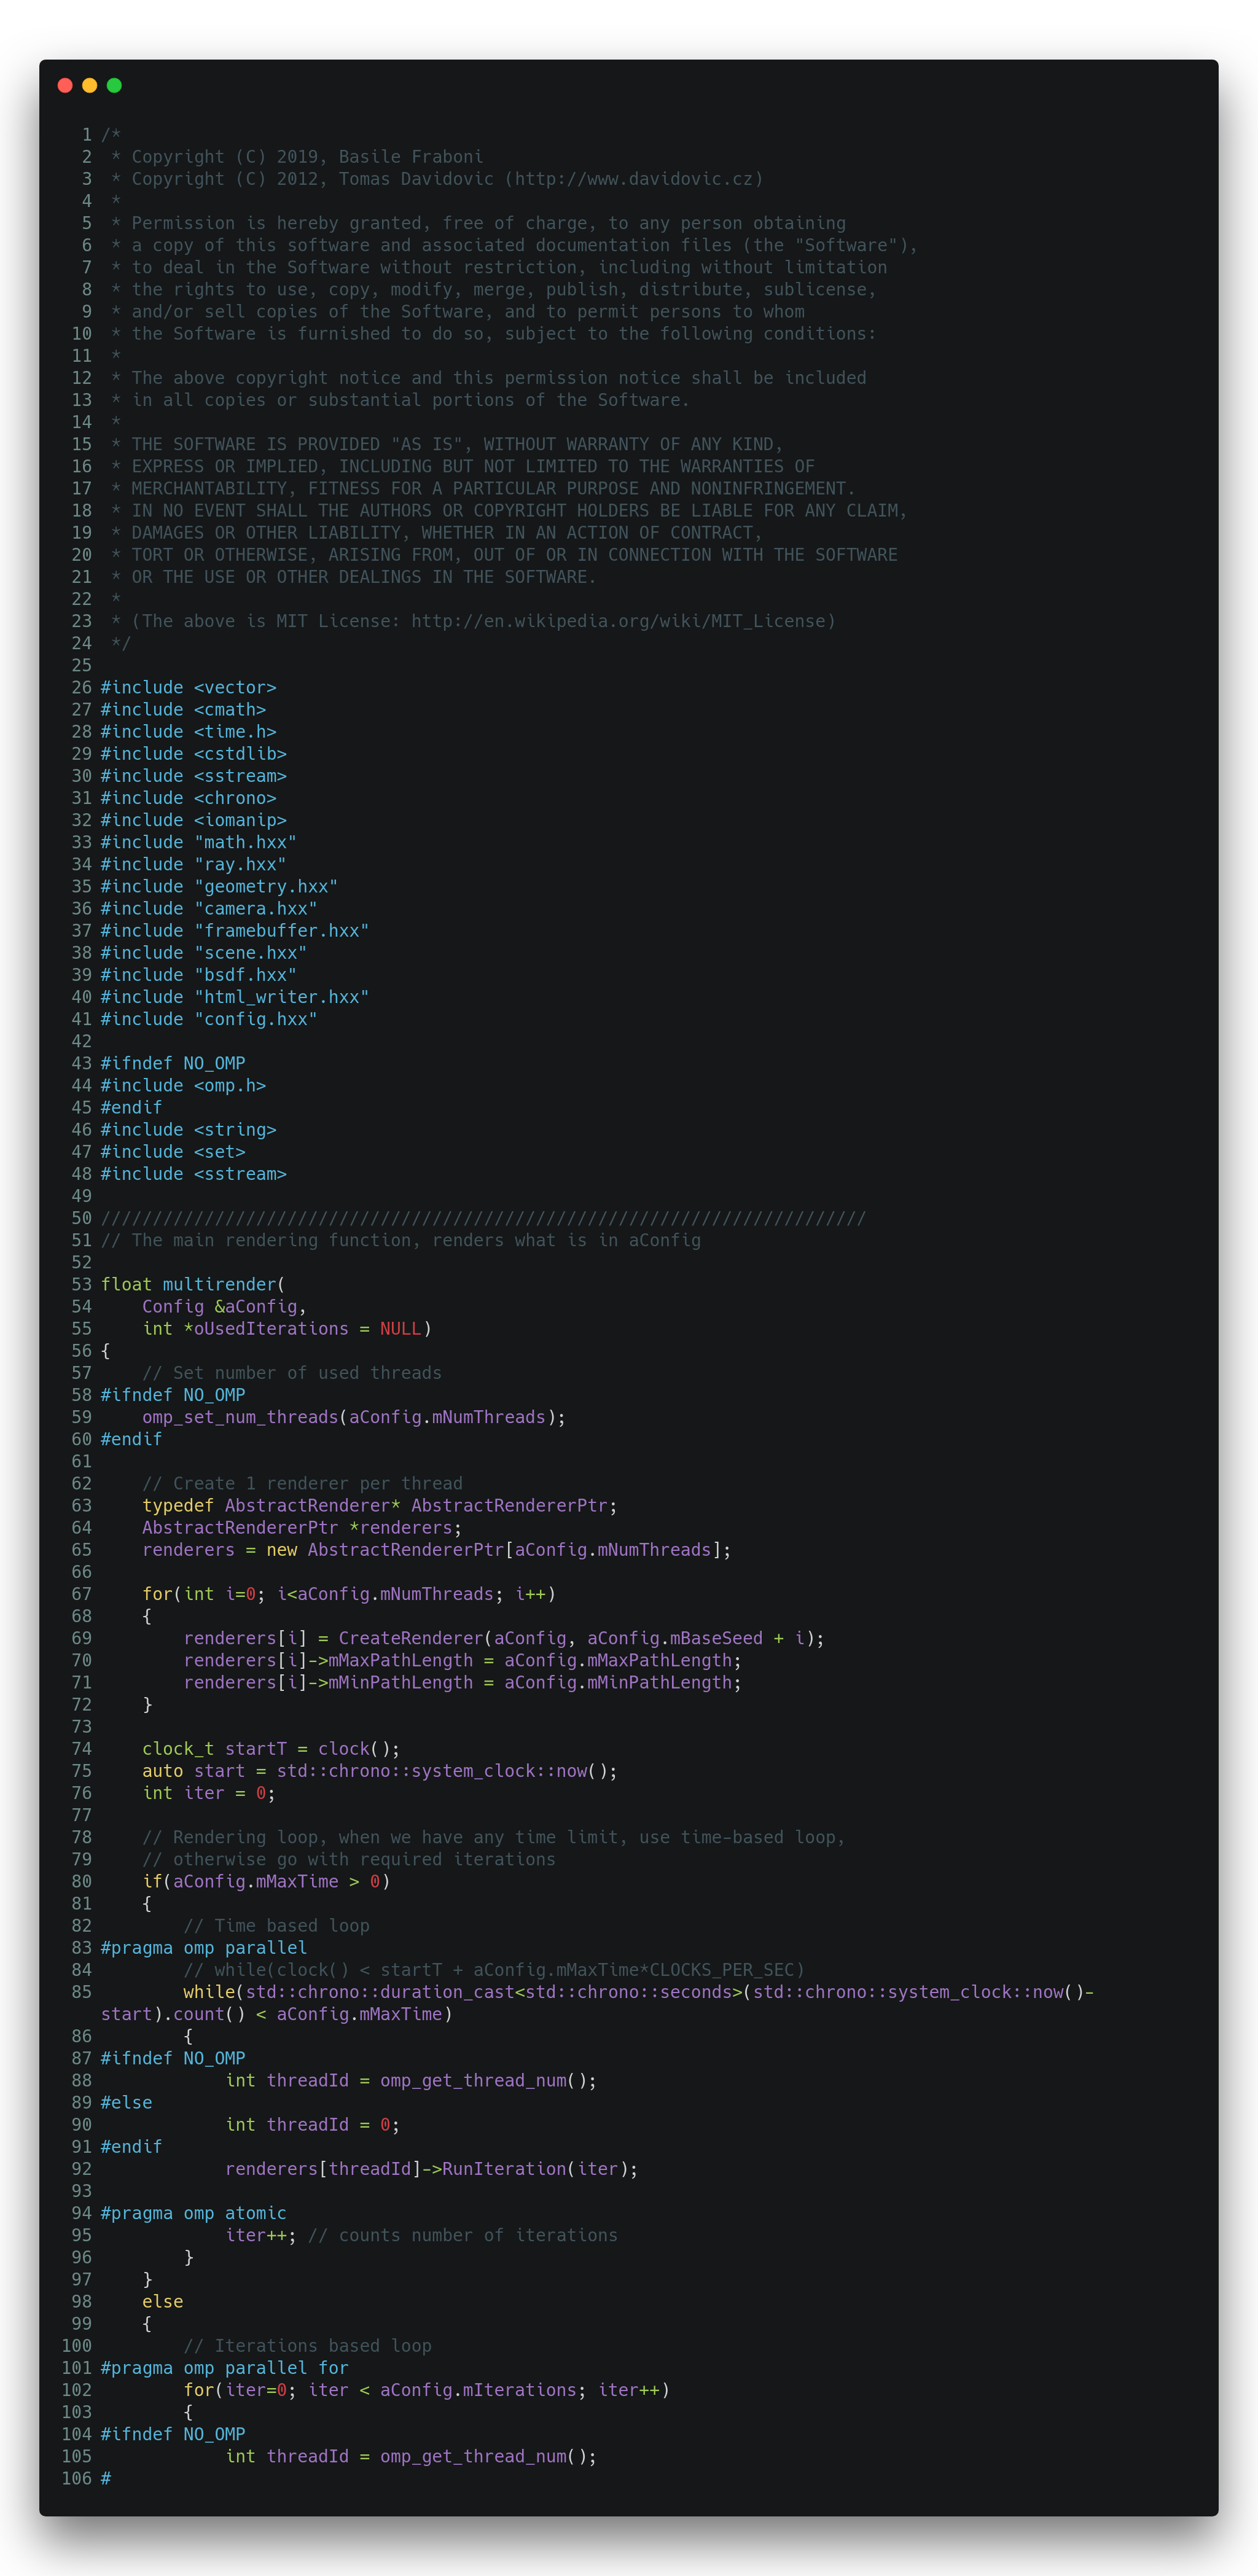 1 /*
2  * Copyright (C) 2019, Basile Fraboni
3  * Copyright (C) 2012, Tomas Davidovic (http://www.davidovic.cz)
4  *
5  * Permission is hereby granted, free of charge, to any person obtaining
6  * a copy of this software and associated documentation files (the "Software"),
7  * to deal in the Software without restriction, including without limitation
8  * the rights to use, copy, modify, merge, publish, distribute, sublicense,
9  * and/or sell copies of the Software, and to permit persons to whom
10  * the Software is furnished to do so, subject to the following conditions:
11  *
12  * The above copyright notice and this permission notice shall be included
13  * in all copies or substantial portions of the Software.
14  *
15  * THE SOFTWARE IS PROVIDED "AS IS", WITHOUT WARRANTY OF ANY KIND,
16  * EXPRESS OR IMPLIED, INCLUDING BUT NOT LIMITED TO THE WARRANTIES OF
17  * MERCHANTABILITY, FITNESS FOR A PARTICULAR PURPOSE AND NONINFRINGEMENT.
18  * IN NO EVENT SHALL THE AUTHORS OR COPYRIGHT HOLDERS BE LIABLE FOR ANY CLAIM,
19  * DAMAGES OR OTHER LIABILITY, WHETHER IN AN ACTION OF CONTRACT,
20  * TORT OR OTHERWISE, ARISING FROM, OUT OF OR IN CONNECTION WITH THE SOFTWARE
21  * OR THE USE OR OTHER DEALINGS IN THE SOFTWARE.
22  *
23  * (The above is MIT License: http://en.wikipedia.org/wiki/MIT_License)
24  */
25
26 #include <vector>
27 #include <cmath>
28 #include <time.h>
29 #include <cstdlib>
30 #include <sstream>
31 #include <chrono>
32 #include <iomanip>
33 #include "math.hxx"
34 #include "ray.hxx"
35 #include "geometry.hxx"
36 #include "camera.hxx"
37 #include "framebuffer.hxx"
38 #include "scene.hxx"
39 #include "bsdf.hxx"
40 #include "html_writer.hxx"
41 #include "config.hxx"
42
43 #ifndef NO_OMP
44 #include <omp.h>
45 #endif
46 #include <string>
47 #include <set>
48 #include <sstream>
49
50 //////////////////////////////////////////////////////////////////////////
51 // The main rendering function, renders what is in aConfig
52
53 float multirender(
54     Config &aConfig,
55     int *oUsedIterations = NULL)
56 {
57     // Set number of used threads
58 #ifndef NO_OMP
59     omp_set_num_threads(aConfig.mNumThreads);
60 #endif
61
62     // Create 1 renderer per thread
63     typedef AbstractRenderer* AbstractRendererPtr;
64     AbstractRendererPtr *renderers;
65     renderers = new AbstractRendererPtr[aConfig.mNumThreads];
66
67     for(int i=0; i<aConfig.mNumThreads; i++)
68     {
69         renderers[i] = CreateRenderer(aConfig, aConfig.mBaseSeed + i);
70         renderers[i]->mMaxPathLength = aConfig.mMaxPathLength;
71         renderers[i]->mMinPathLength = aConfig.mMinPathLength;
72     }
73
74     clock_t startT = clock();
75     auto start = std::chrono::system_clock::now();
76     int iter = 0;
77
78     // Rendering loop, when we have any time limit, use time-based loop,
79     // otherwise go with required iterations
80     if(aConfig.mMaxTime > 0)
81     {
82         // Time based loop
83 #pragma omp parallel
84         // while(clock() < startT + aConfig.mMaxTime*CLOCKS_PER_SEC)
85         while(std::chrono::duration_cast<std::chrono::seconds>(std::chrono::system_clock::now()-
start).count() < aConfig.mMaxTime)
86         {
87 #ifndef NO_OMP
88             int threadId = omp_get_thread_num();
89 #else
90             int threadId = 0;
91 #endif
92             renderers[threadId]->RunIteration(iter);
93
94 #pragma omp atomic
95             iter++; // counts number of iterations
96         }
97     }
98     else
99     {
100         // Iterations based loop
101 #pragma omp parallel for
102         for(iter=0; iter < aConfig.mIterations; iter++)
103         {
104 #ifndef NO_OMP
105             int threadId = omp_get_thread_num();
106 #